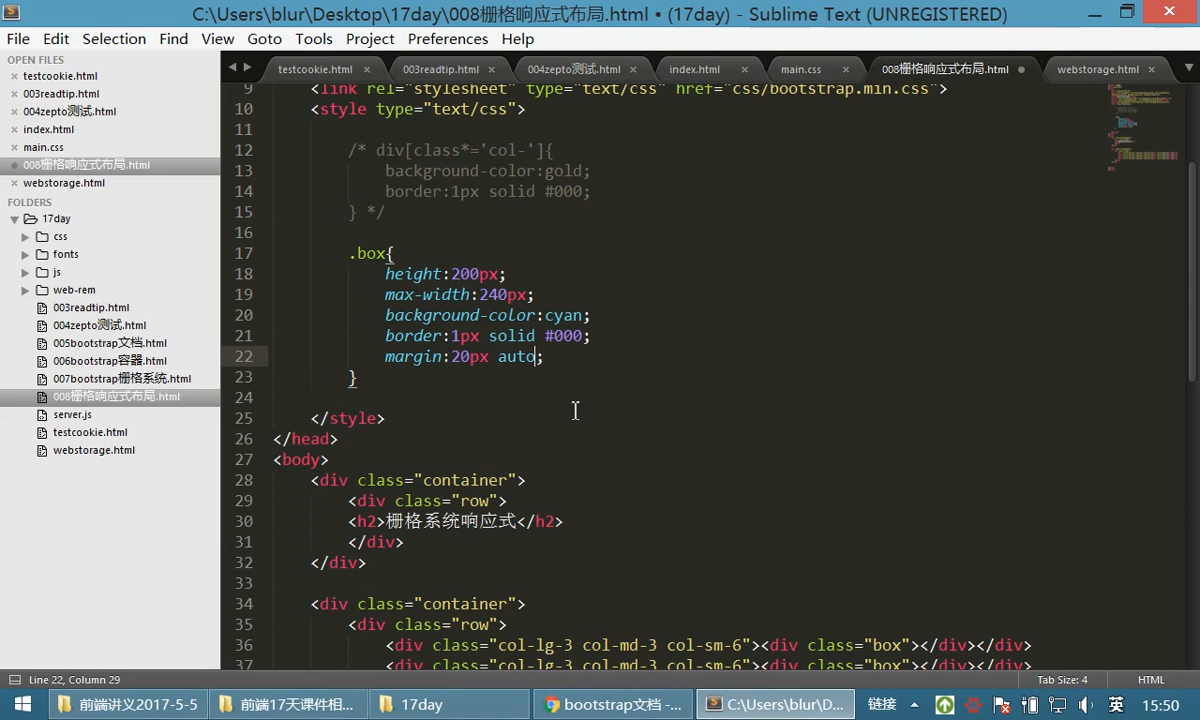 C:\Users\blur\Desktop\17day\008栅格响应式布局.html • (17day) - Sublime Text (UNREGISTERED)
File Edit Selection Find View Goto Tools Project Preferences Help
OPEN FILES
testcookie.html
003readtip.html
004zepto测试.html
index.html
main.css
008栅格响应式布局.html
webstorage.html
FOLDERS
17day
css
fonts
js
web-rem
003readtip.html
004zepto测试.html
005bootstrap文档.html
006bootstrap容器.html
007bootstrap栅格系统.html
008栅格响应式布局.html
server.js
testcookie.html
webstorage.html
testcookie.html 003readtip.html 004zepto测试.html index.html main.css 008栅格响应式布局.html webstorage.html
9 <link rel="stylesheet" type="text/css" href="css/bootstrap.min.css">
10 <style type="text/css">
11
12 /* div[class*='col-']{
13 background-color:gold;
14 border:1px solid #000;
15 } */
16
17 .box{
18 height:200px;
19 max-width:240px;
20 background-color:cyan;
21 border:1px solid #000;
22 margin:20px auto;
23 }
24
25 </style>
26 </head>
27 <body>
28 <div class="container">
29 <div class="row">
30 <h2>栅格系统响应式</h2>
31 </div>
32 </div>
33
34 <div class="container">
35 <div class="row">
36 <div class="col-lg-3 col-md-3 col-sm-6"><div class="box"></div></div>
37 <div class="col-lg-3 col-md-3 col-sm-6"><div class="box"></div></div>
Line 22, Column 29 Tab Size: 4 HTML
前端讲义2017-5-5 前端17天课件相... 17day bootstrap文档 -... C:\Users\blur\D... 链接 英 15:50